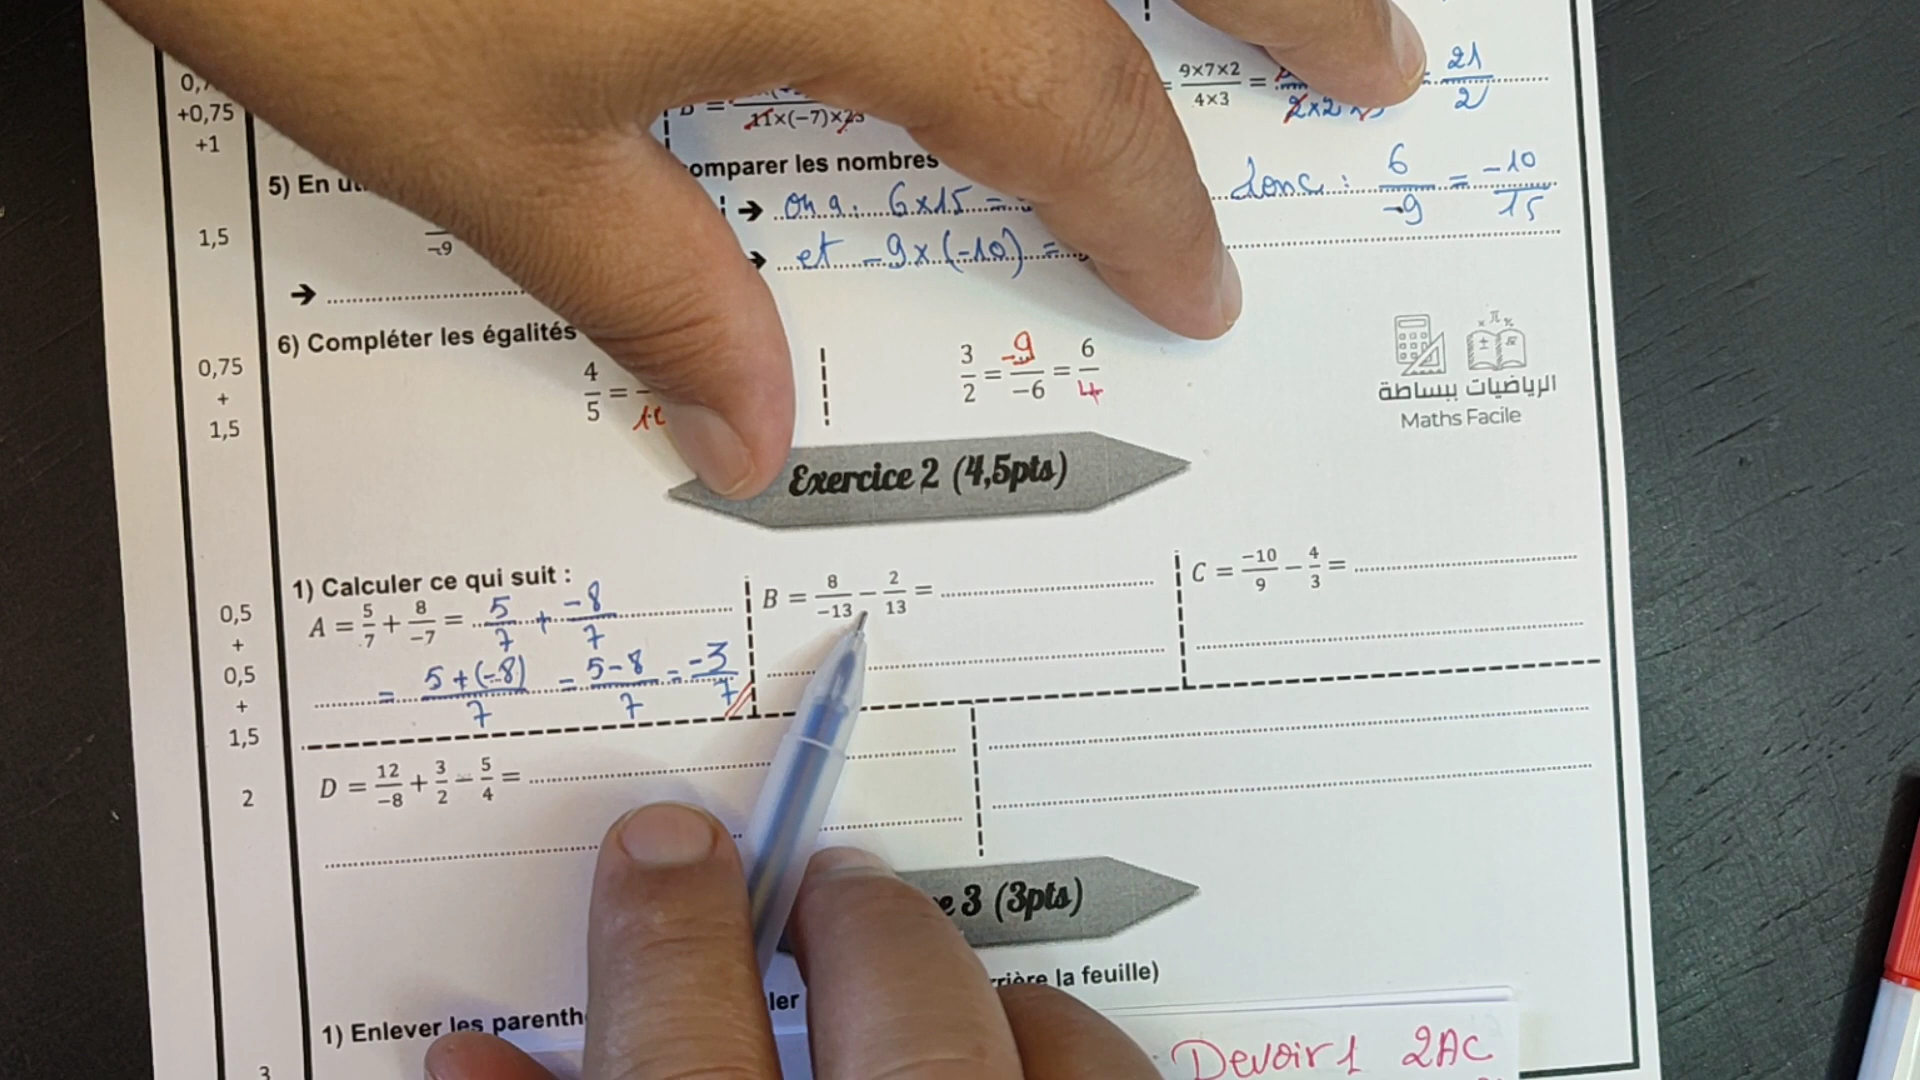 +0,75
+1
11×(−7)×
9×7×2 / 4×3 = 2×2 = 21/2
5) En
omparer les nombres
1,5
−9
→ on a: 6×15 =
donc : 6/−9 = −10/15
→ et −9×(−10) =
→
6) Compléter les égalités
0,75
+
1,5
4/5 =
3/2 = −9/−6 = 6/4
الرياضيات ببساطة
Maths Facile
Exercice 2 (4,5pts)
1) Calculer ce qui suit :
0,5
+
0,5
+
1,5
2
A = 5/7 + 8/−7 = 5/7 + −8/7
= 5+(−8)/7 = 5−8/7 = −3/7
B = 8/−13 − 2/13 =
C = −10/9 − 4/3 =
D = 12/−8 + 3/2 − 5/4 =
3 (3pts)
la feuille)
1) Enlever les
3
Devoir 1 2AC